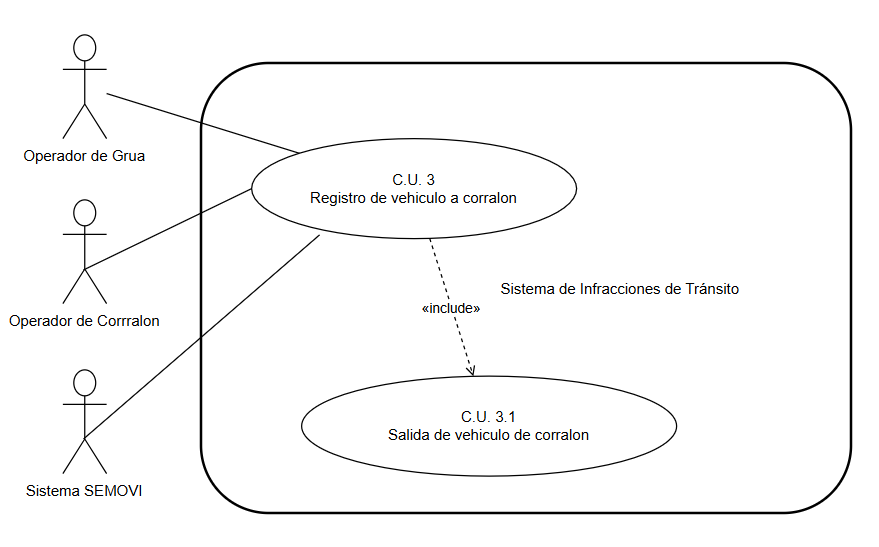 Operador de Grua
C.U. 3
Registro de vehiculo a corralon
Operador de Corrralon
Sistema de Infracciones de Tránsito
«include»
C.U. 3.1
Salida de vehiculo de corralon
Sistema SEMOVI